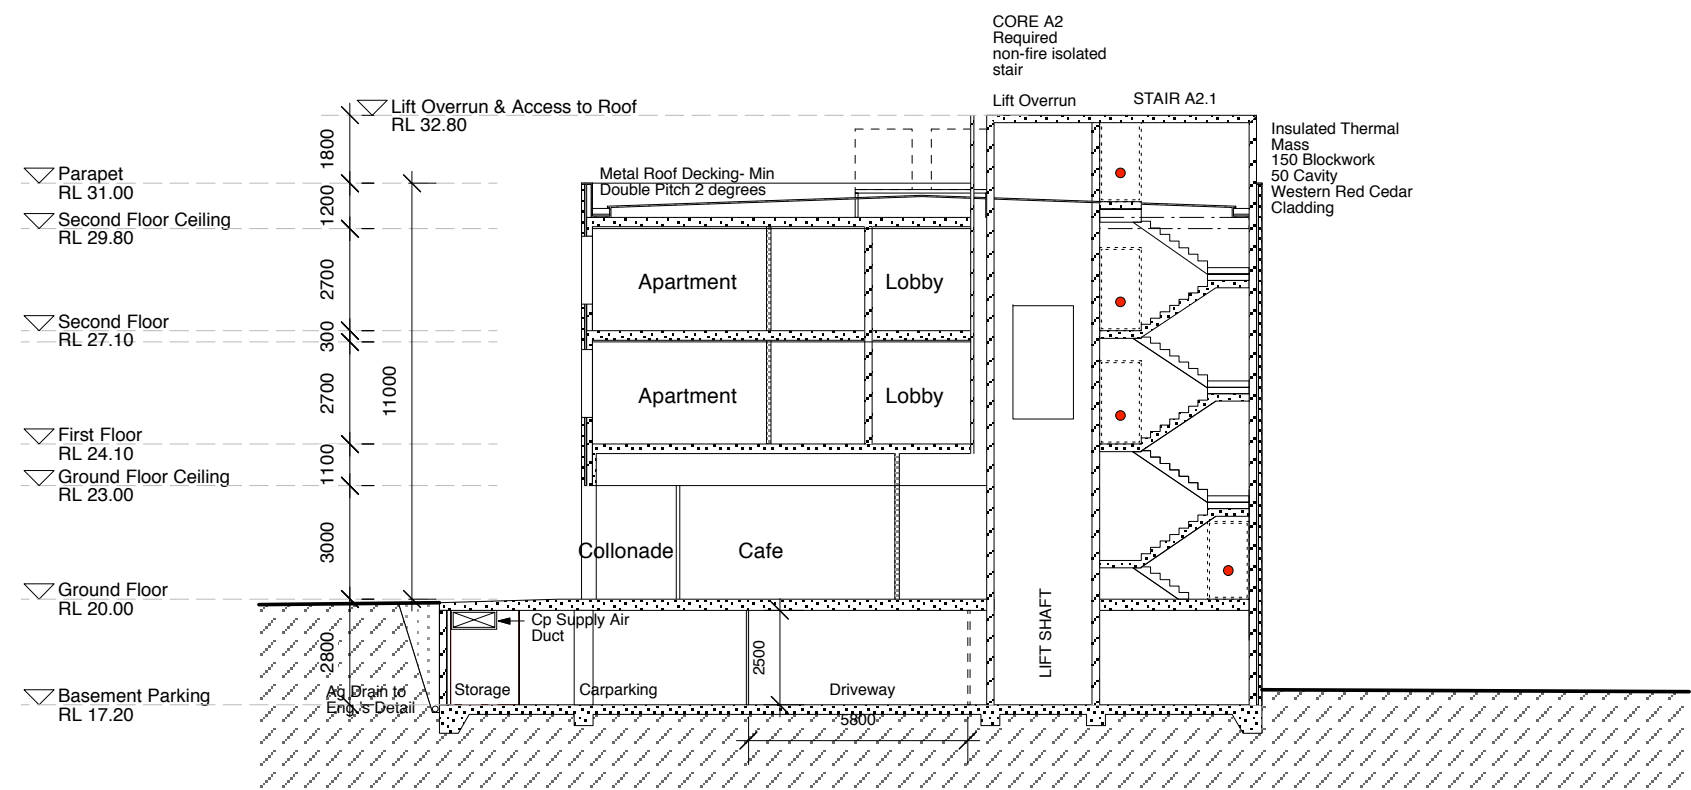 CORE A2
Required
non-fire isolated
stair
Lift Overrun
STAIR A2.1
Lift Overrun & Access to Roof
RL 32.80
Insulated Thermal
Mass
150 Blockwork
50 Cavity
Western Red Cedar
Cladding
1800
Parapet
RL 31.00
Metal Roof Decking- Min
Double Pitch 2 degrees
1200
Second Floor Ceiling
RL 29.80
2700
Apartment
Lobby
Second Floor
RL 27.10
300
2700
11000
Apartment
Lobby
First Floor
RL 24.10
1100
Ground Floor Ceiling
RL 23.00
3000
Collonade
Cafe
Ground Floor
RL 20.00
Cp Supply Air
Duct
2800
2500
LIFT SHAFT
Ag Drain to
Eng.'s Detail
Storage
Carparking
Driveway
Basement Parking
RL 17.20
5800